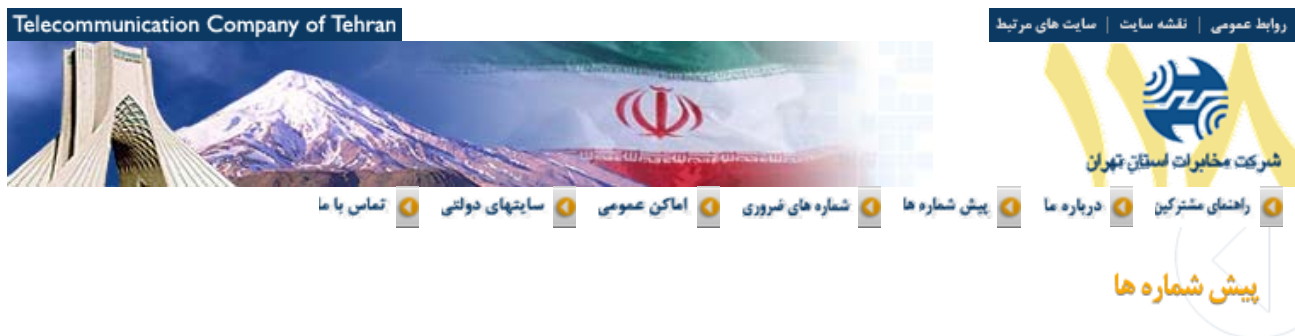 Telecommunication Company of Tehran
روابط عمومی | نقشه سایت | سایت های مرتبط
۱۱۸
شرکت مخابرات استان تهران
راهنمای مشترکین درباره ما پیش شماره ها شماره های ضروری اماکن عمومی سایتهای دولتی تماس با ما
پیش شماره ها